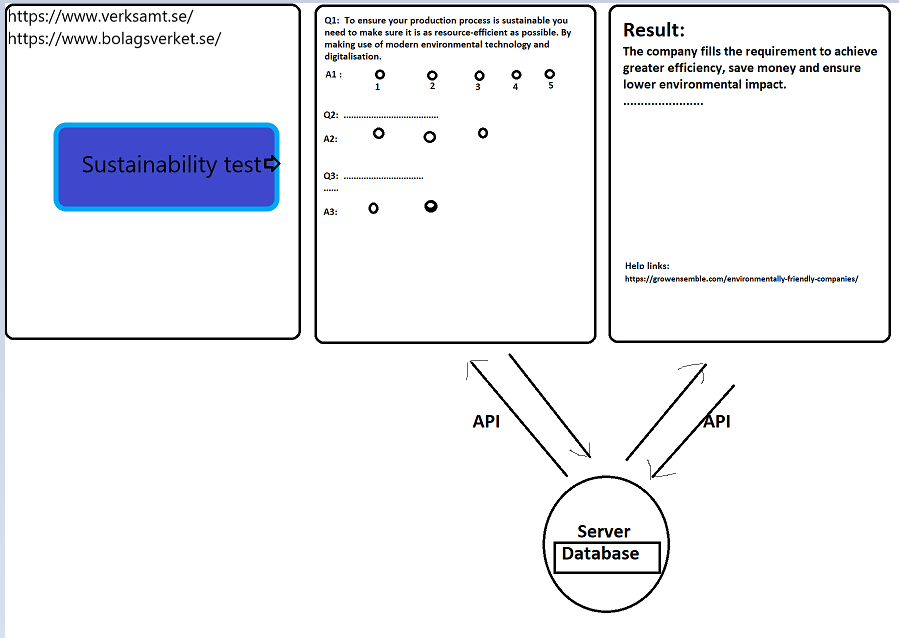 https://www.verksamt.se/
https://www.bolagsverket.se/
Sustainability test
Q1: To ensure your production process is sustainable you
need to make sure it is as resource-efficient as possible. By
making use of modern environmental technology and
digitalisation.
A1 :
1 2 3 4 5
Q2: ......................................
A2:
Q3: ................................
......
A3:
Result:
The company fills the requirement to achieve
greater efficiency, save money and ensure
lower environmental impact.
.......................
Help links:
https://growensemble.com/environmentally-friendly-companies/
API
API
Server
Database